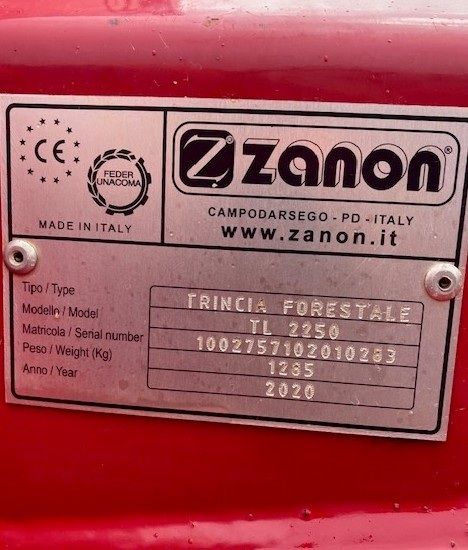 CE
FEDER
UNACOMA
MADE IN ITALY
Z® zanon®
CAMPODARSEGO - PD - ITALY
www.zanon.it
Tipo / Type TRINCIA FORESTALE
Modello / Model TL 2250
Matricola / Serial number 1002757102010283
Peso / Weight (Kg) 1285
Anno / Year 2020